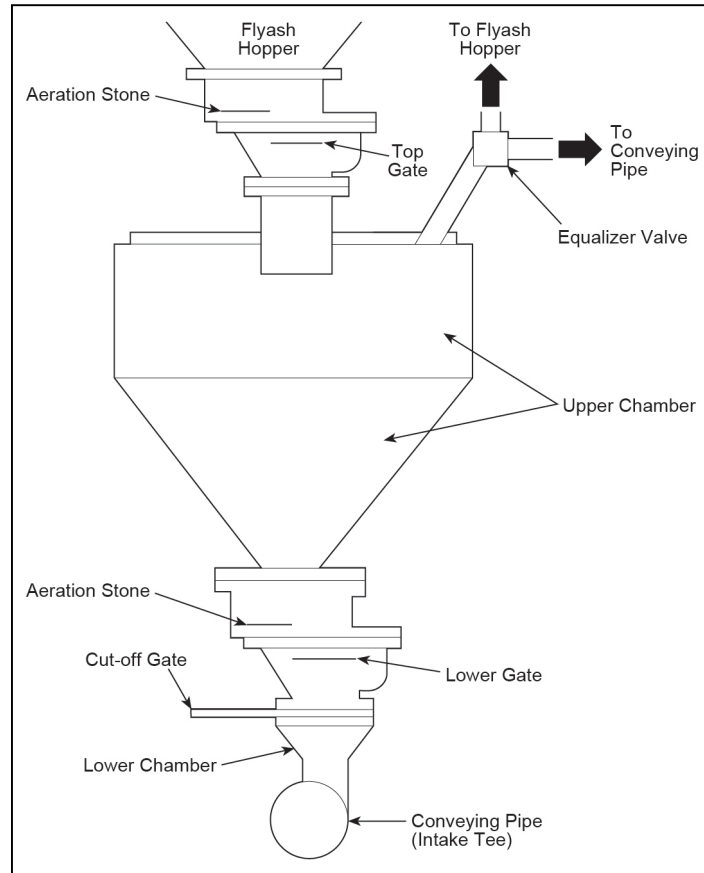 Flyash
Hopper
To Flyash
Hopper
Aeration Stone
To
Conveying
Pipe
Top
Gate
Equalizer Valve
Upper Chamber
Aeration Stone
Cut-off Gate
Lower Gate
Lower Chamber
Conveying Pipe
(Intake Tee)